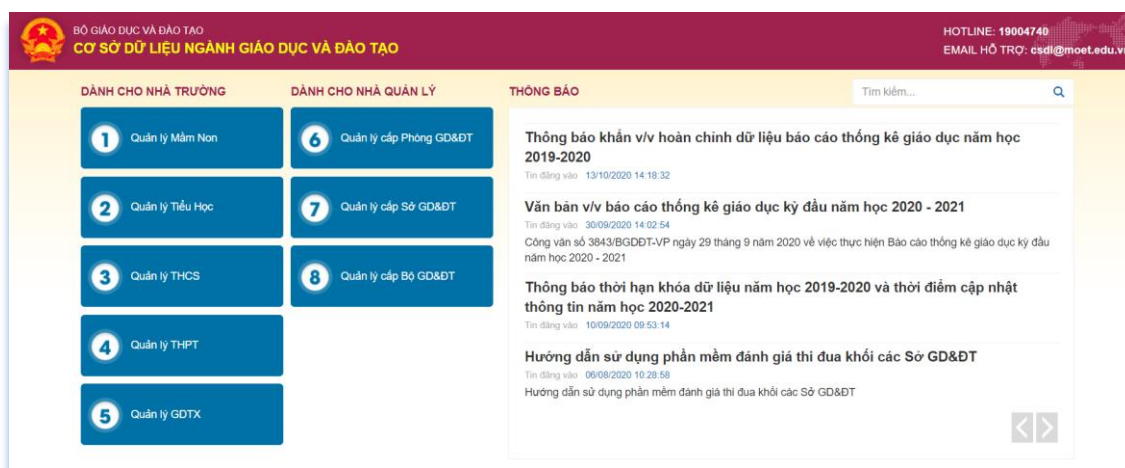 BỘ GIÁO DỤC VÀ ĐÀO TẠO
CƠ SỞ DỮ LIỆU NGÀNH GIÁO DỤC VÀ ĐÀO TẠO
HOTLINE: 19004740
EMAIL HỖ TRỢ: csdl@moet.edu.vn
DÀNH CHO NHÀ TRƯỜNG
1 Quản lý Mầm Non
2 Quản lý Tiểu Học
3 Quản lý THCS
4 Quản lý THPT
5 Quản lý GDTX
DÀNH CHO NHÀ QUẢN LÝ
6 Quản lý cấp Phòng GD&ĐT
7 Quản lý cấp Sở GD&ĐT
8 Quản lý cấp Bộ GD&ĐT
THÔNG BÁO
Tìm kiếm...
Thông báo khẩn v/v hoàn chỉnh dữ liệu báo cáo thống kê giáo dục năm học
2019-2020
Tin đăng vào 13/10/2020 14:18:32
Văn bản v/v báo cáo thống kê giáo dục kỳ đầu năm học 2020 - 2021
Tin đăng vào 30/09/2020 14:02:54
Công văn số 3843/BGDĐT-VP ngày 29 tháng 9 năm 2020 về việc thực hiện Báo cáo thống kê giáo dục kỳ đầu
năm học 2020 - 2021
Thông báo thời hạn khóa dữ liệu năm học 2019-2020 và thời điểm cập nhật
thông tin năm học 2020-2021
Tin đăng vào 10/09/2020 09:53:14
Hướng dẫn sử dụng phần mềm đánh giá thi đua khối các Sở GD&ĐT
Tin đăng vào 06/08/2020 10:28:58
Hướng dẫn sử dụng phần mềm đánh giá thi đua khối các Sở GD&ĐT